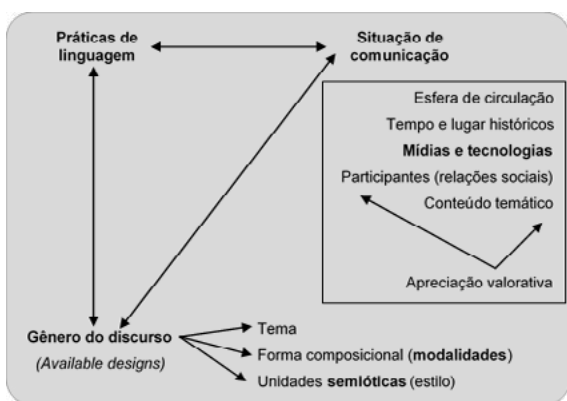 Práticas de
linguagem
Situação de
comunicação
Esfera de circulação
Tempo e lugar históricos
Mídias e tecnologias
Participantes (relações sociais)
Conteúdo temático
Apreciação valorativa
Gênero do discurso
(Available designs)
Tema
Forma composicional (modalidades)
Unidades semióticas (estilo)